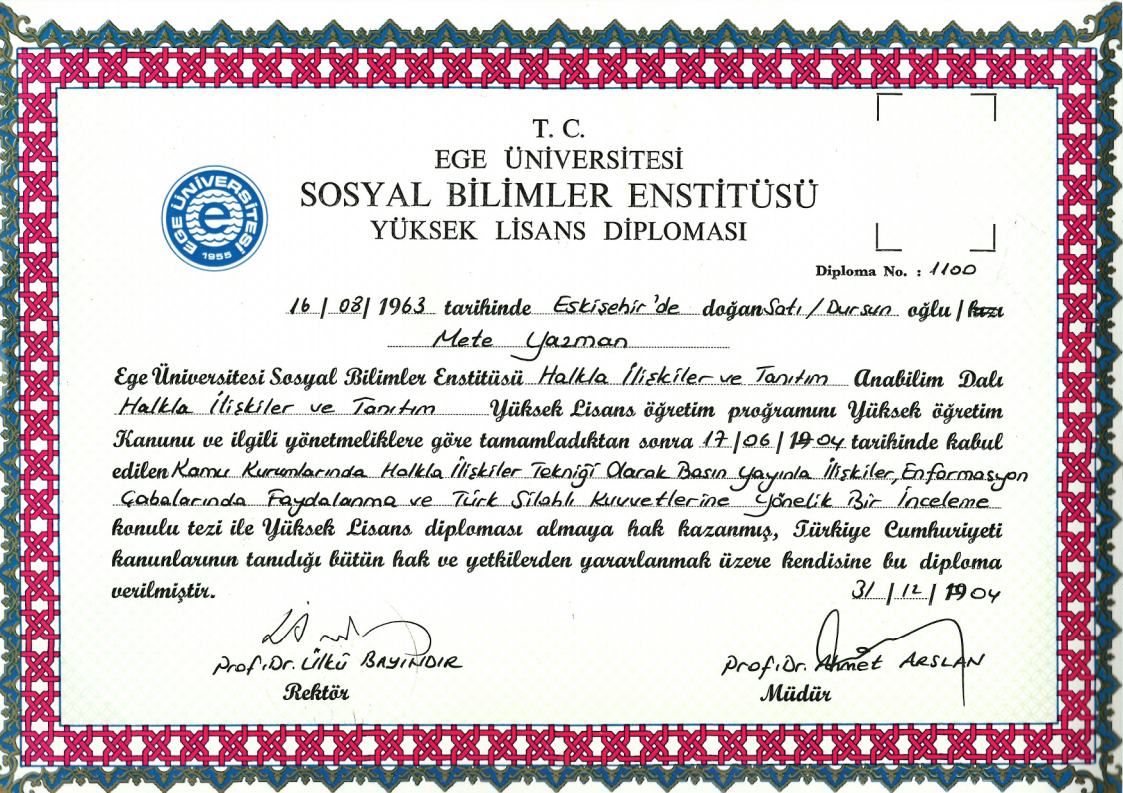 T. C.
EGE ÜNİVERSİTESİ
SOSYAL BİLİMLER ENSTİTÜSÜ
YÜKSEK LİSANS DİPLOMASI
EGE ÜNİVERSİTESİ
e
1955
Diploma No. : 1100
16 / 08 / 1963 tarihinde Eskişehir'de doğan Satı / Dursun oğlu / kızı
Mete Yazman
Ege Üniversitesi Sosyal Bilimler Enstitüsü Halkla İlişkiler ve Tanıtım Anabilim Dalı
Halkla İlişkiler ve Tanıtım Yüksek Lisans öğretim proğramını Yüksek öğretim
Kanunu ve ilgili yönetmeliklere göre tamamladıktan sonra 17 / 06 / 1904 tarihinde kabul
edilen Kamu Kurumlarında Halkla İlişkiler Tekniği Olarak Basın Yayınla İlişkiler, Enformasyon
Çabalarında Faydalanma ve Türk Silahlı Kuvvetlerine Yönelik Bir İnceleme
konulu tezi ile Yüksek Lisans diploması almaya hak kazanmış, Türkiye Cumhuriyeti
kanunlarının tanıdığı bütün hak ve yetkilerden yararlanmak üzere kendisine bu diploma
verilmiştir. 31 / 12 / 1904
Prof. Dr. Ülkü BAYINDIR
Rektör
Prof. Dr. Ahmet ARSLAN
Müdür